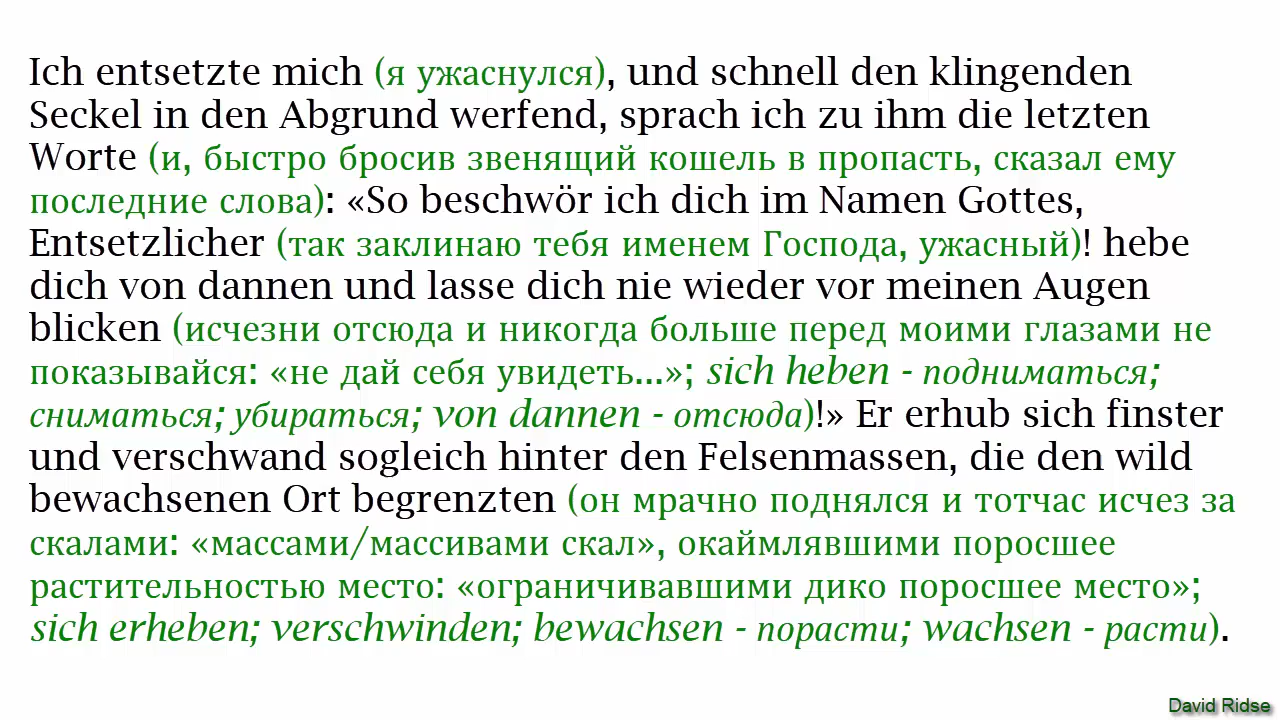 Ich entsetzte mich (я ужаснулся), und schnell den klingenden
Seckel in den Abgrund werfend, sprach ich zu ihm die letzten
Worte (и, быстро бросив звенящий кошель в пропасть, сказал ему
последние слова): «So beschwör ich dich im Namen Gottes,
Entsetzlicher (так заклинаю тебя именем Господа, ужасный)! hebe
dich von dannen und lasse dich nie wieder vor meinen Augen
blicken (исчезни отсюда и никогда больше перед моими глазами не
показывайся: «не дай себя увидеть...»; sich heben - подниматься;
сниматься; убираться; von dannen - отсюда)!» Er erhub sich finster
und verschwand sogleich hinter den Felsenmassen, die den wild
bewachsenen Ort begrenzten (он мрачно поднялся и тотчас исчез за
скалами: «массами/массивами скал», окаймлявшими поросшее
растительностью место: «ограничивавшими дико поросшее место»;
sich erheben; verschwinden; bewachsen - порасти; wachsen - расти).
David Ridse